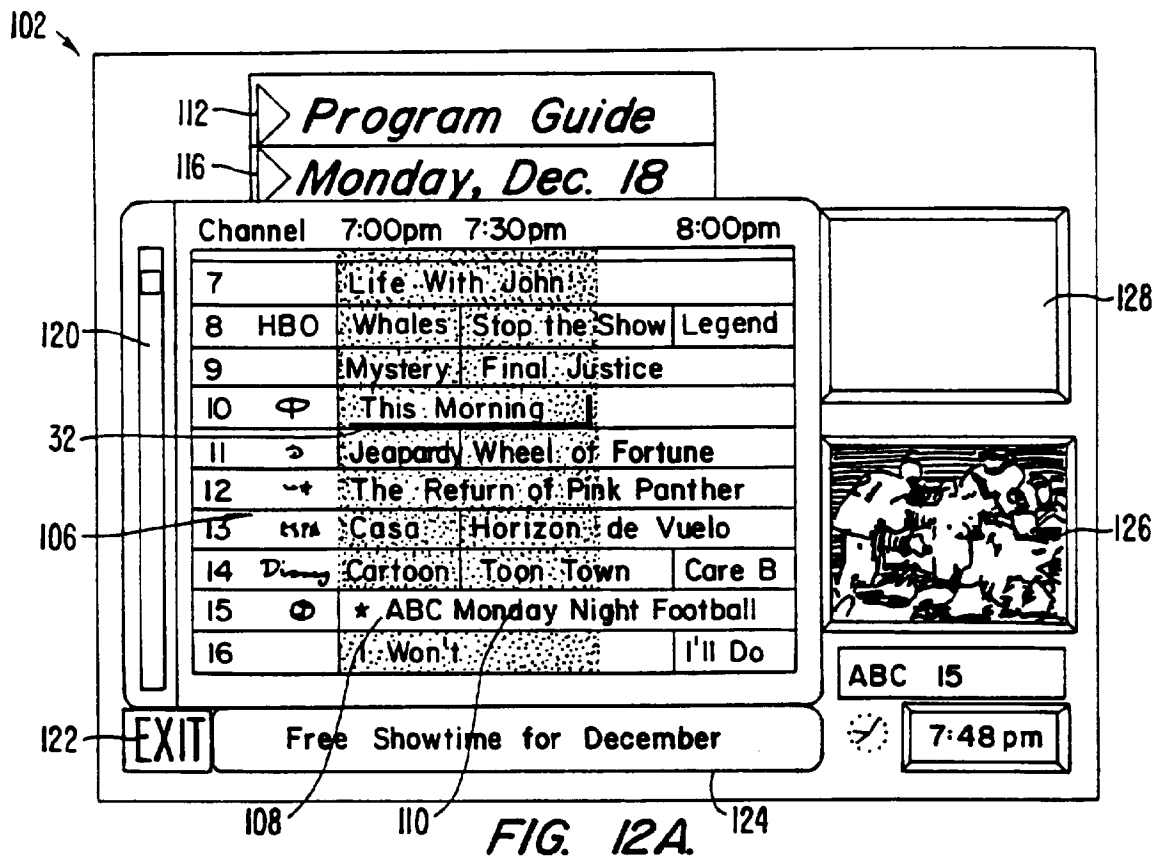 102
112
Program Guide
116
Monday, Dec. 18
Channel 7:00pm 7:30pm 8:00pm
7 Life With John
8 HBO Whales Stop the Show Legend
128
120
9 Mystery Final Justice
10 This Morning
32
11 Jeapardy Wheel of Fortune
12 The Return of Pink Panther
106
13 Casa Horizon de Vuelo
126
14 Disney Cartoon Toon Town Care B
15 * ABC Monday Night Football
16 I Won't I'll Do
ABC 15
122
EXIT
Free Showtime for December
7:48 pm
108
110
124
FIG. 12A.